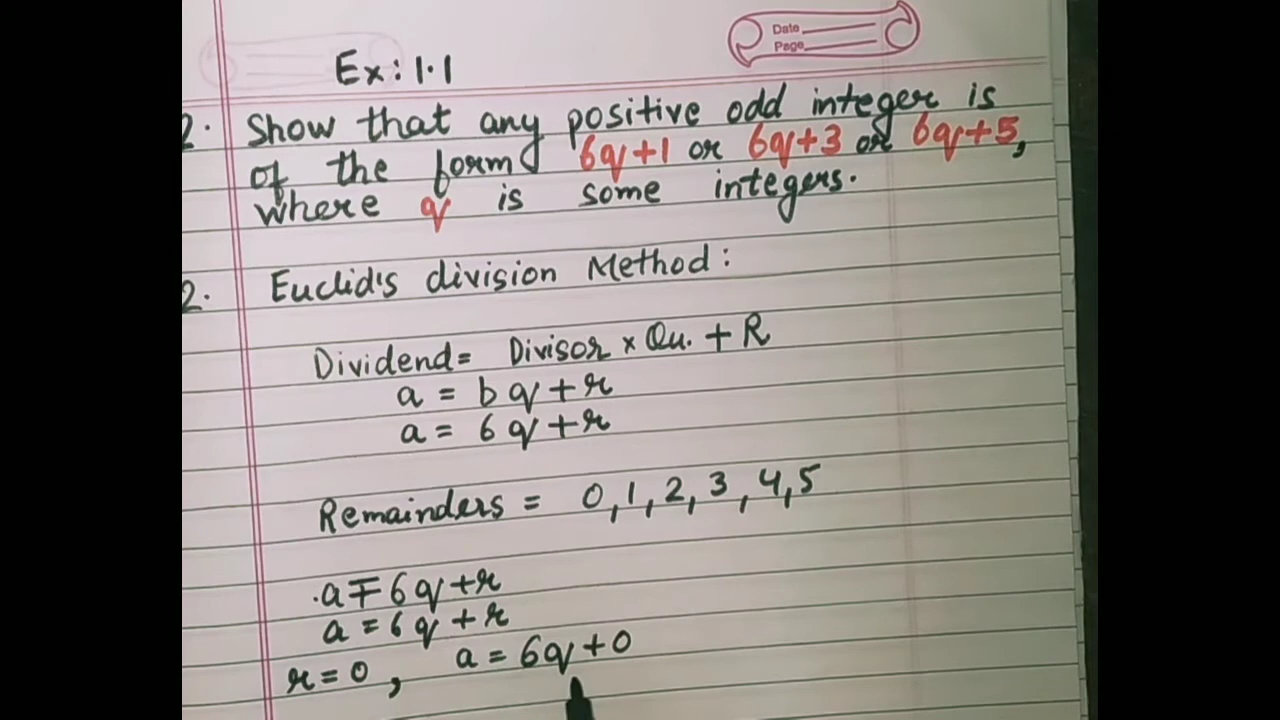 Date
Page
Ex: 1.1
2. Show that any positive odd integer is
of the form 6q+1 or 6q+3 or 6q+5,
where q is some integers.
2. Euclid's division Method:
Dividend = Divisor × Qu. + R
a = bq + r
a = 6q + r
Remainders = 0, 1, 2, 3, 4, 5
.a = 6q + r
a = 6q + r
r = 0, a = 6q + 0